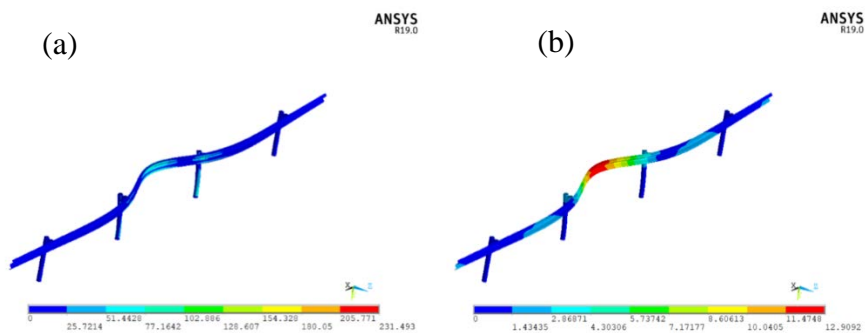 ANSYS
R19.0
(a)
X Z
0 51.4428 102.886 154.328 205.771
25.7214 77.1642 128.607 180.05 231.493
ANSYS
R19.0
(b)
X Z
0 2.86871 5.73742 8.60613 11.4748
1.43435 4.30306 7.17177 10.0405 12.9092